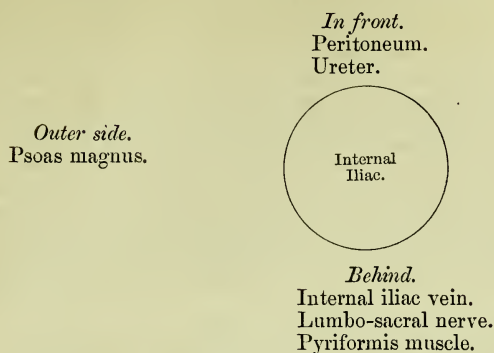 In front.
Peritoneum.
Ureter.
Outer side.
Psoas magnus.
Internal
Iliac.
Behind.
Internal iliac vein.
Lumbo-sacral nerve.
Pyriformis muscle.